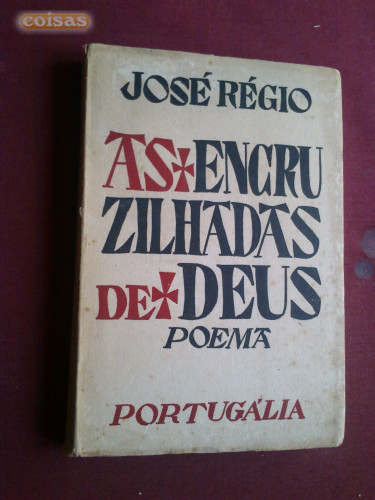 coisas
JOSÉ RÉGIO
AS ENCRU
ZILHADAS
DE DEUS
POEMA
PORTUGÁLIA